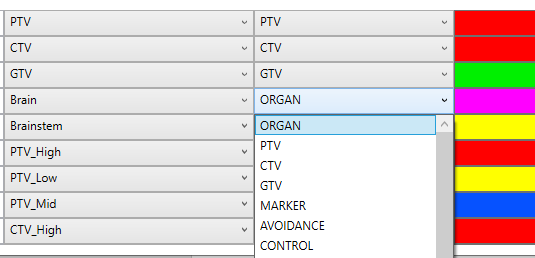 PTV PTV
CTV CTV
GTV GTV
Brain ORGAN
Brainstem ORGAN
PTV
PTV_High
CTV
PTV_Low
GTV
PTV_Mid MARKER
AVOIDANCE
CTV_High
CONTROL